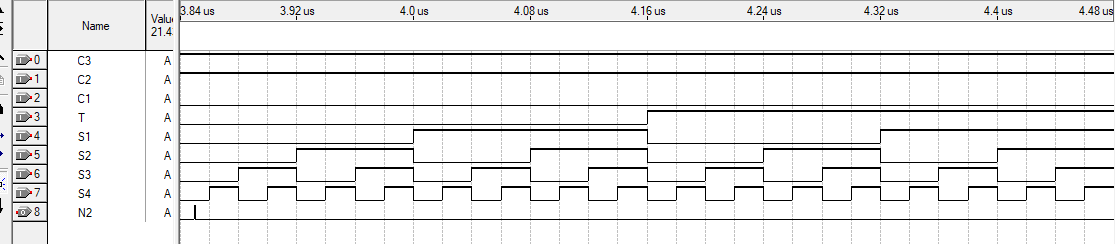 Name
Value
21.4
3.84 us 3.92 us 4.0 us 4.08 us 4.16 us 4.24 us 4.32 us 4.4 us 4.48 us
0 C3 A
1 C2 A
2 C1 A
3 T A
4 S1 A
5 S2 A
6 S3 A
7 S4 A
8 N2 A